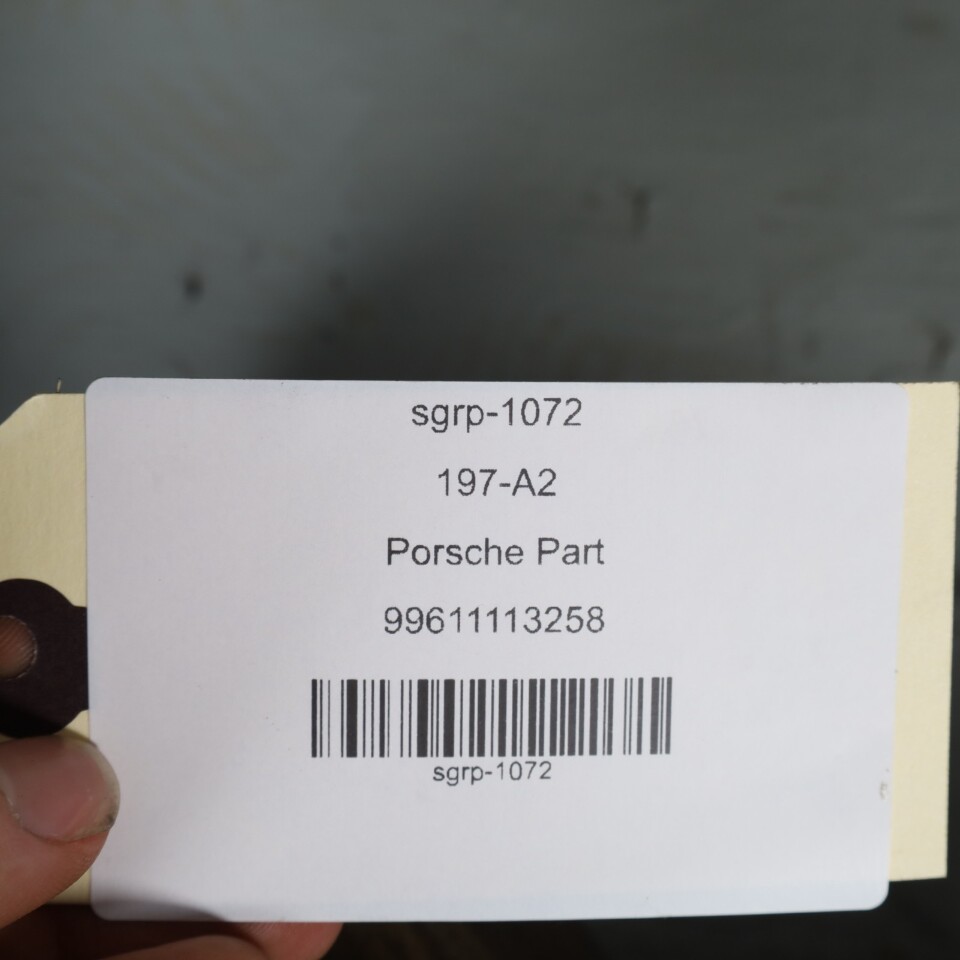 sgrp-1072
197-A2
Porsche Part
99611113258
sgrp-1072